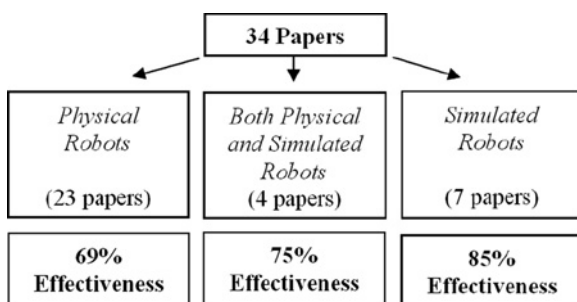 34 Papers
Physical
Robots
(23 papers)
Both Physical
and Simulated
Robots
(4 papers)
Simulated
Robots
(7 papers)
69%
Effectiveness
75%
Effectiveness
85%
Effectiveness